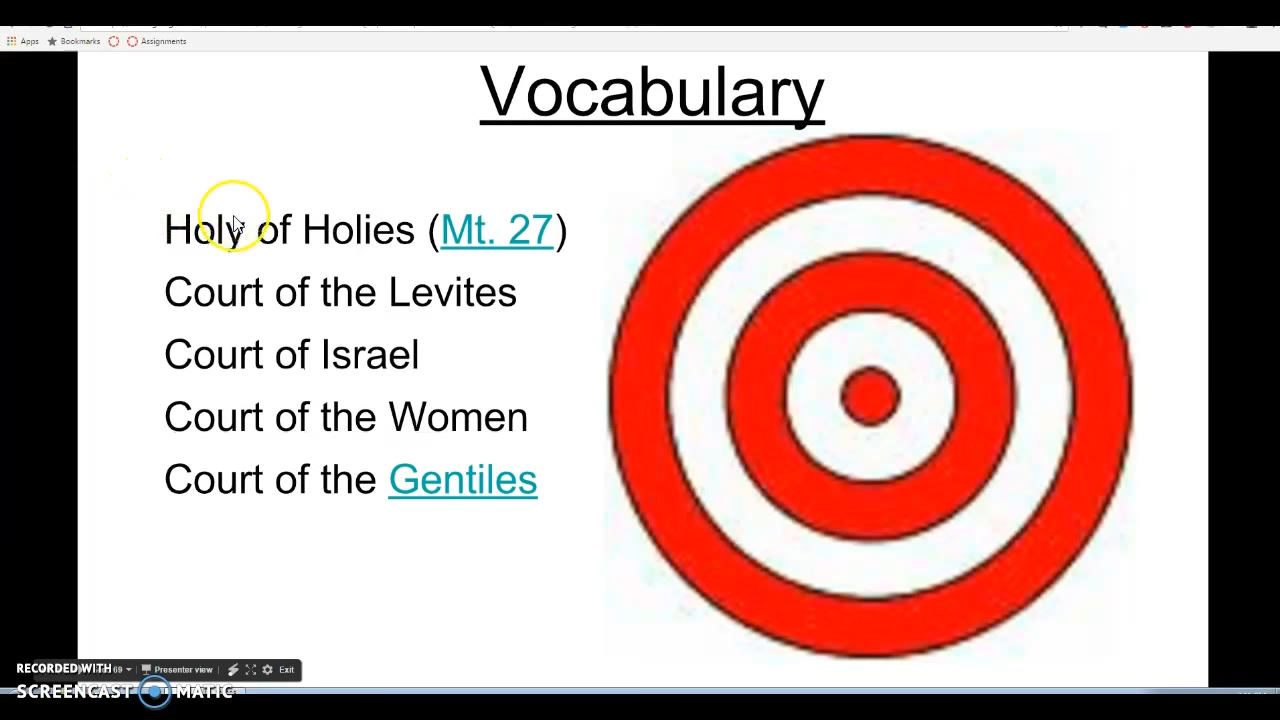 Apps Bookmarks Assignments
Vocabulary
Holy of Holies (Mt. 27)
Court of the Levites
Court of Israel
Court of the Women
Court of the Gentiles
RECORDED WITH 69 Presenter view Exit
SCREENCAST MATIC